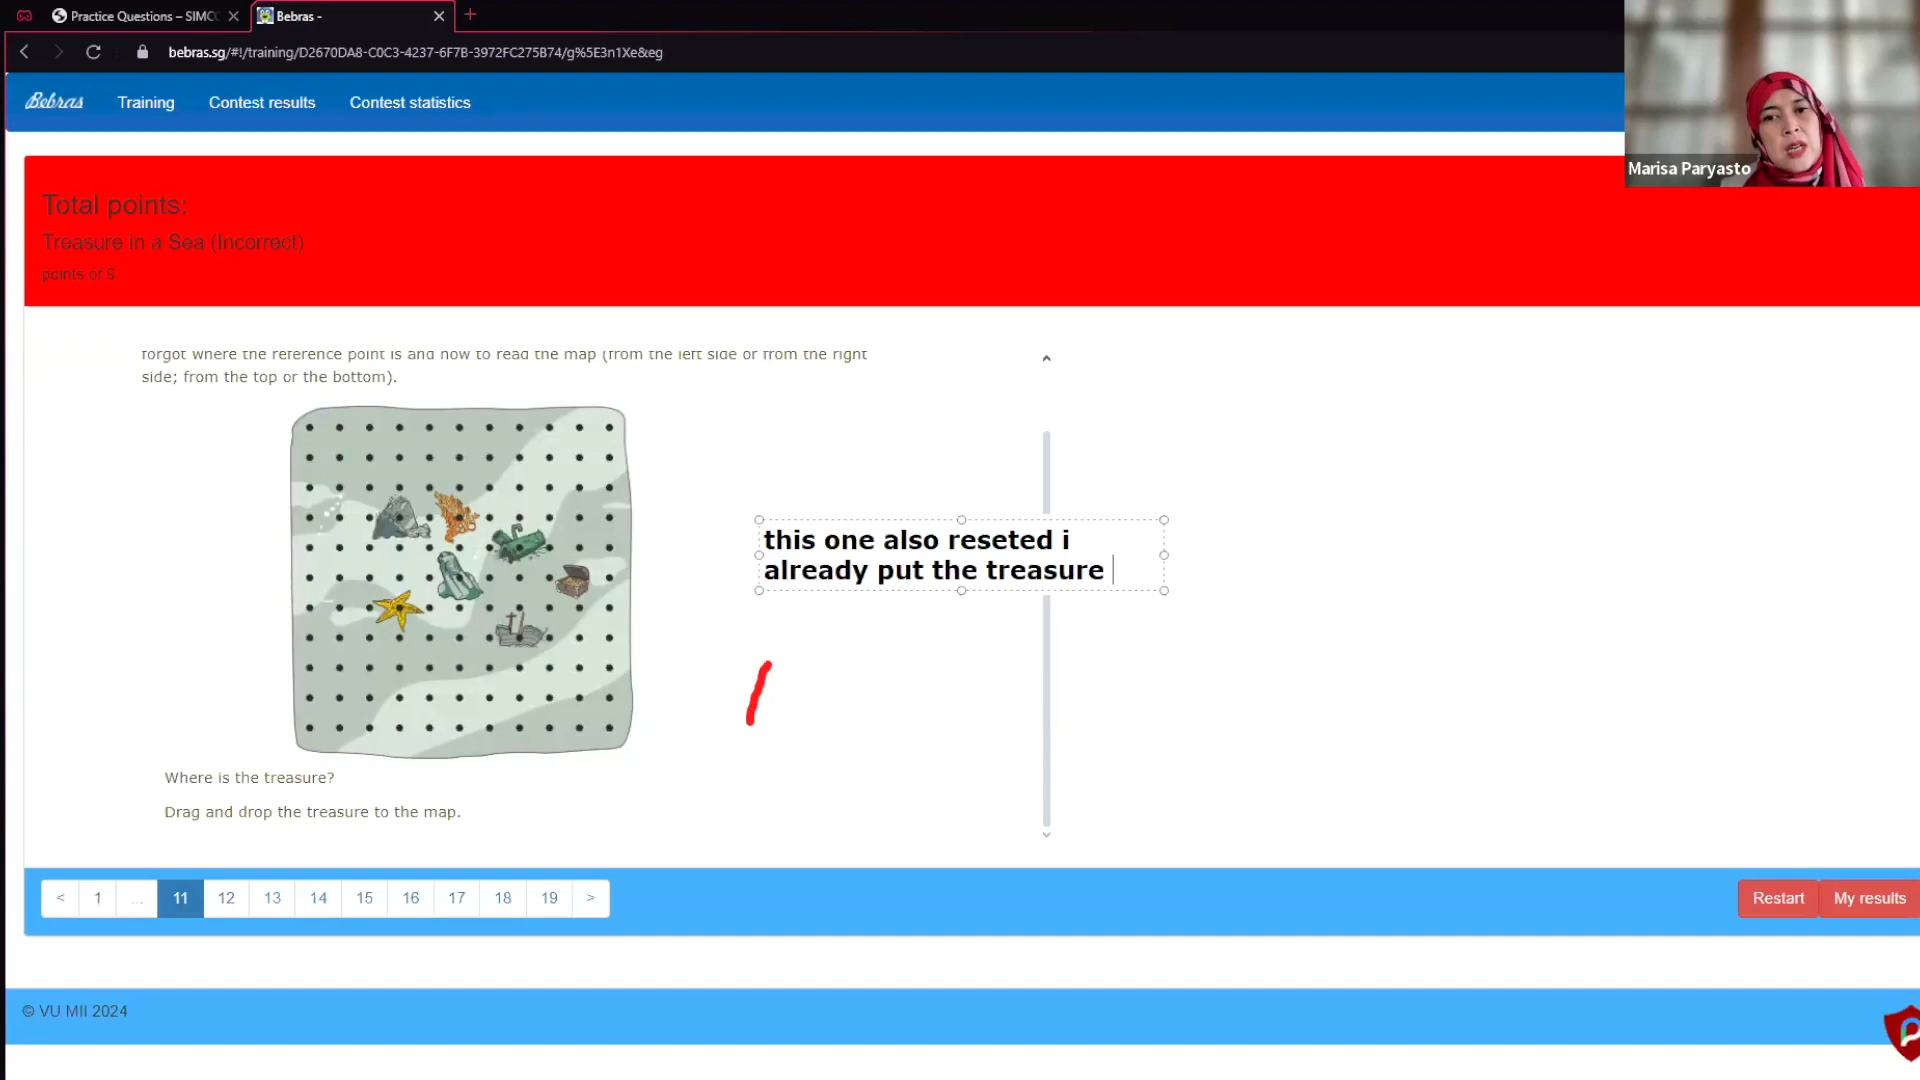 Practice Questions – SIMCC
Bebras -
bebras.sg/#!/training/D2670DA8-C0C3-4237-6F7B-3972FC275B74/g%5E3n1Xe&eg
Bebras
Training
Contest results
Contest statistics
Marisa Paryasto
Total points:
Treasure in a Sea (Incorrect)
points of
forgot where the reference point is and how to read the map (from the left side or from the right
side; from the top or the bottom).
this one also reseted i
already put the treasure
Where is the treasure?
Drag and drop the treasure to the map.
< 1 ... 11 12 13 14 15 16 17 18 19 >
Restart
My results
© VU MII 2024